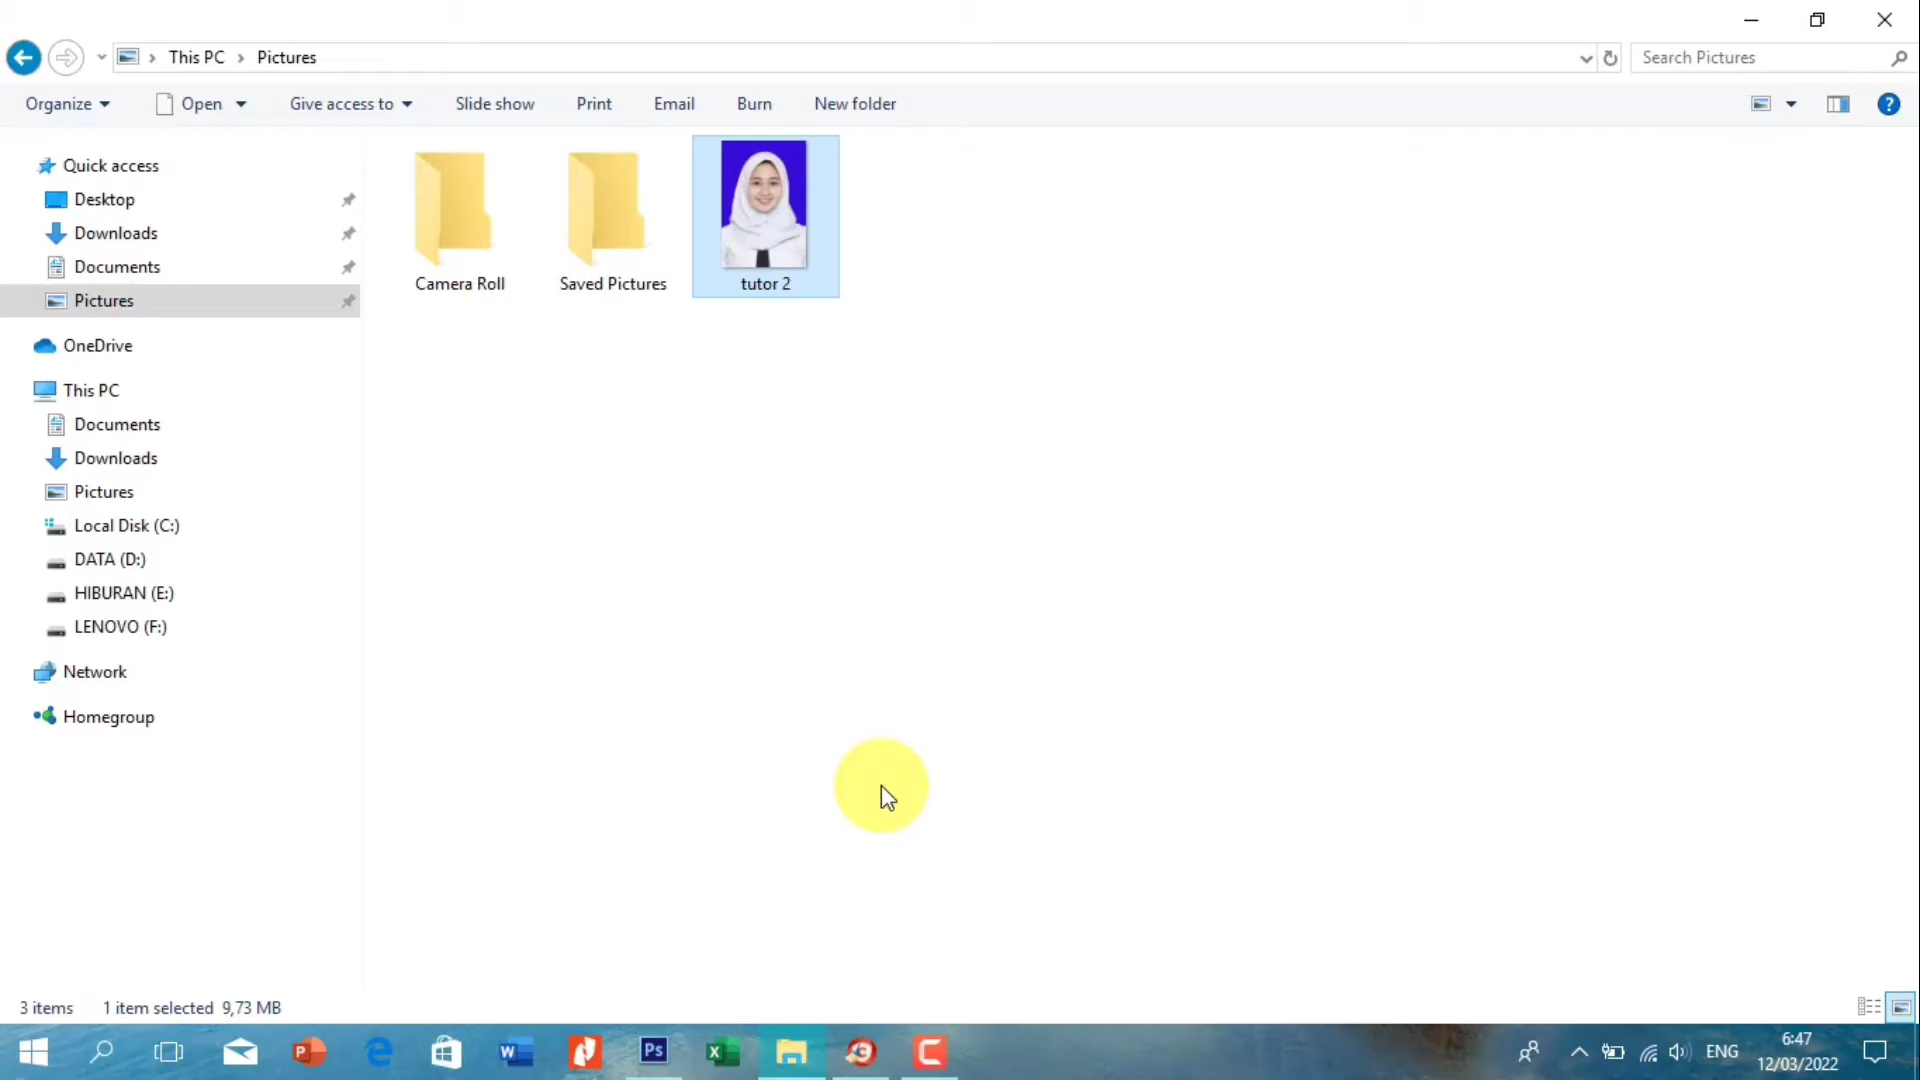 This PC > Pictures
Search Pictures
Organize
Open
Give access to
Slide show
Print
Email
Burn
New folder
?
Quick access
Desktop
Downloads
Documents
Pictures
OneDrive
This PC
Documents
Downloads
Pictures
Local Disk (C:)
DATA (D:)
HIBURAN (E:)
LENOVO (F:)
Network
Homegroup
Camera Roll
Saved Pictures
tutor 2
3 items
1 item selected 9,73 MB
Ps
ENG
6:47
12/03/2022